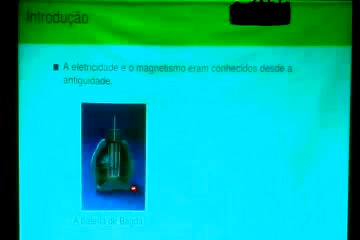 Introdução
A eletricidade e o magnetismo eram conhecidos desde a
antiguidade.
A bateria de Bagdá